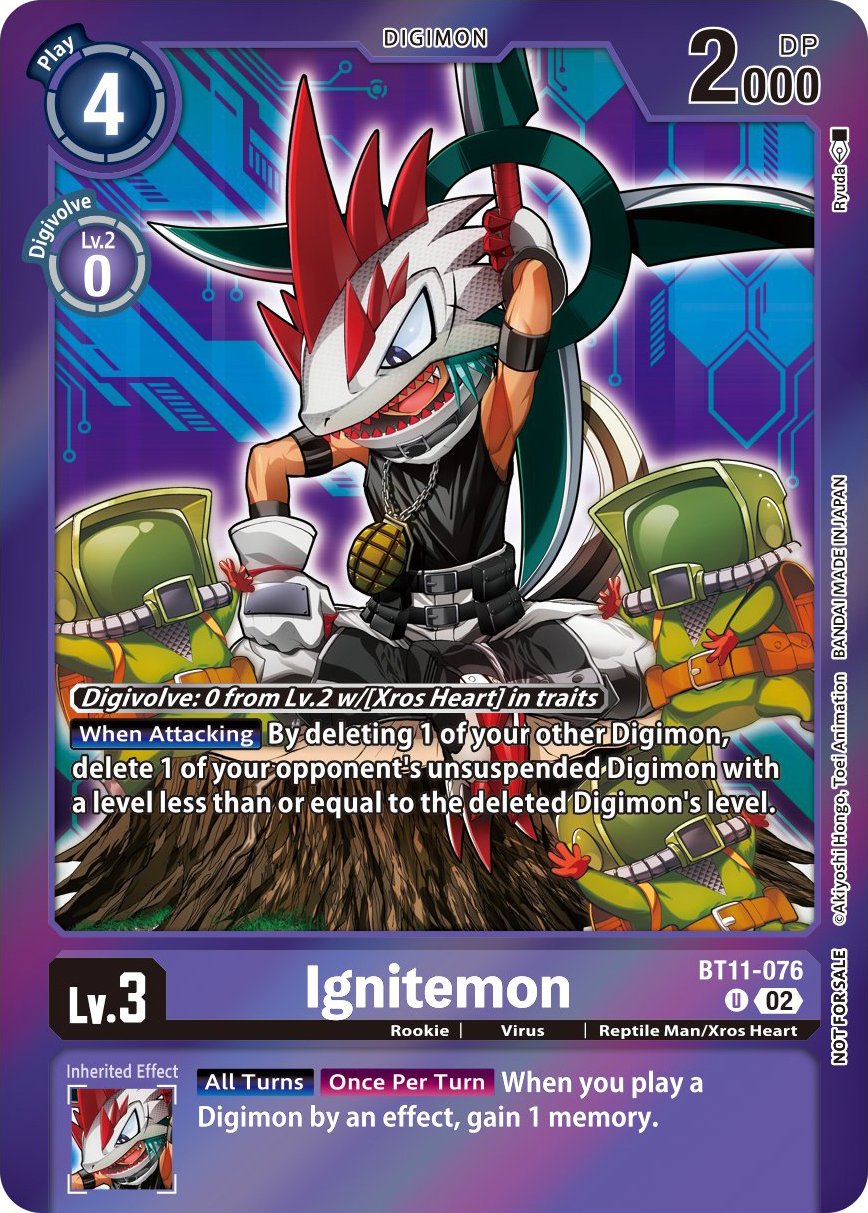 DIGIMON
Play
4
DP
2000
Digivolve
Lv.2
0
Ryuda
Digivolve: 0 from Lv.2 w/[Xros Heart] in traits
When Attacking By deleting 1 of your other Digimon,
delete 1 of your opponent's unsuspended Digimon with
a level less than or equal to the deleted Digimon's level.
©Akiyoshi Hongo, Toei Animation BANDAI MADE IN JAPAN
NOT FOR SALE
Lv.3
Ignitemon
BT11-076
U 02
Rookie | Virus | Reptile Man/Xros Heart
Inherited Effect
All Turns Once Per Turn When you play a
Digimon by an effect, gain 1 memory.